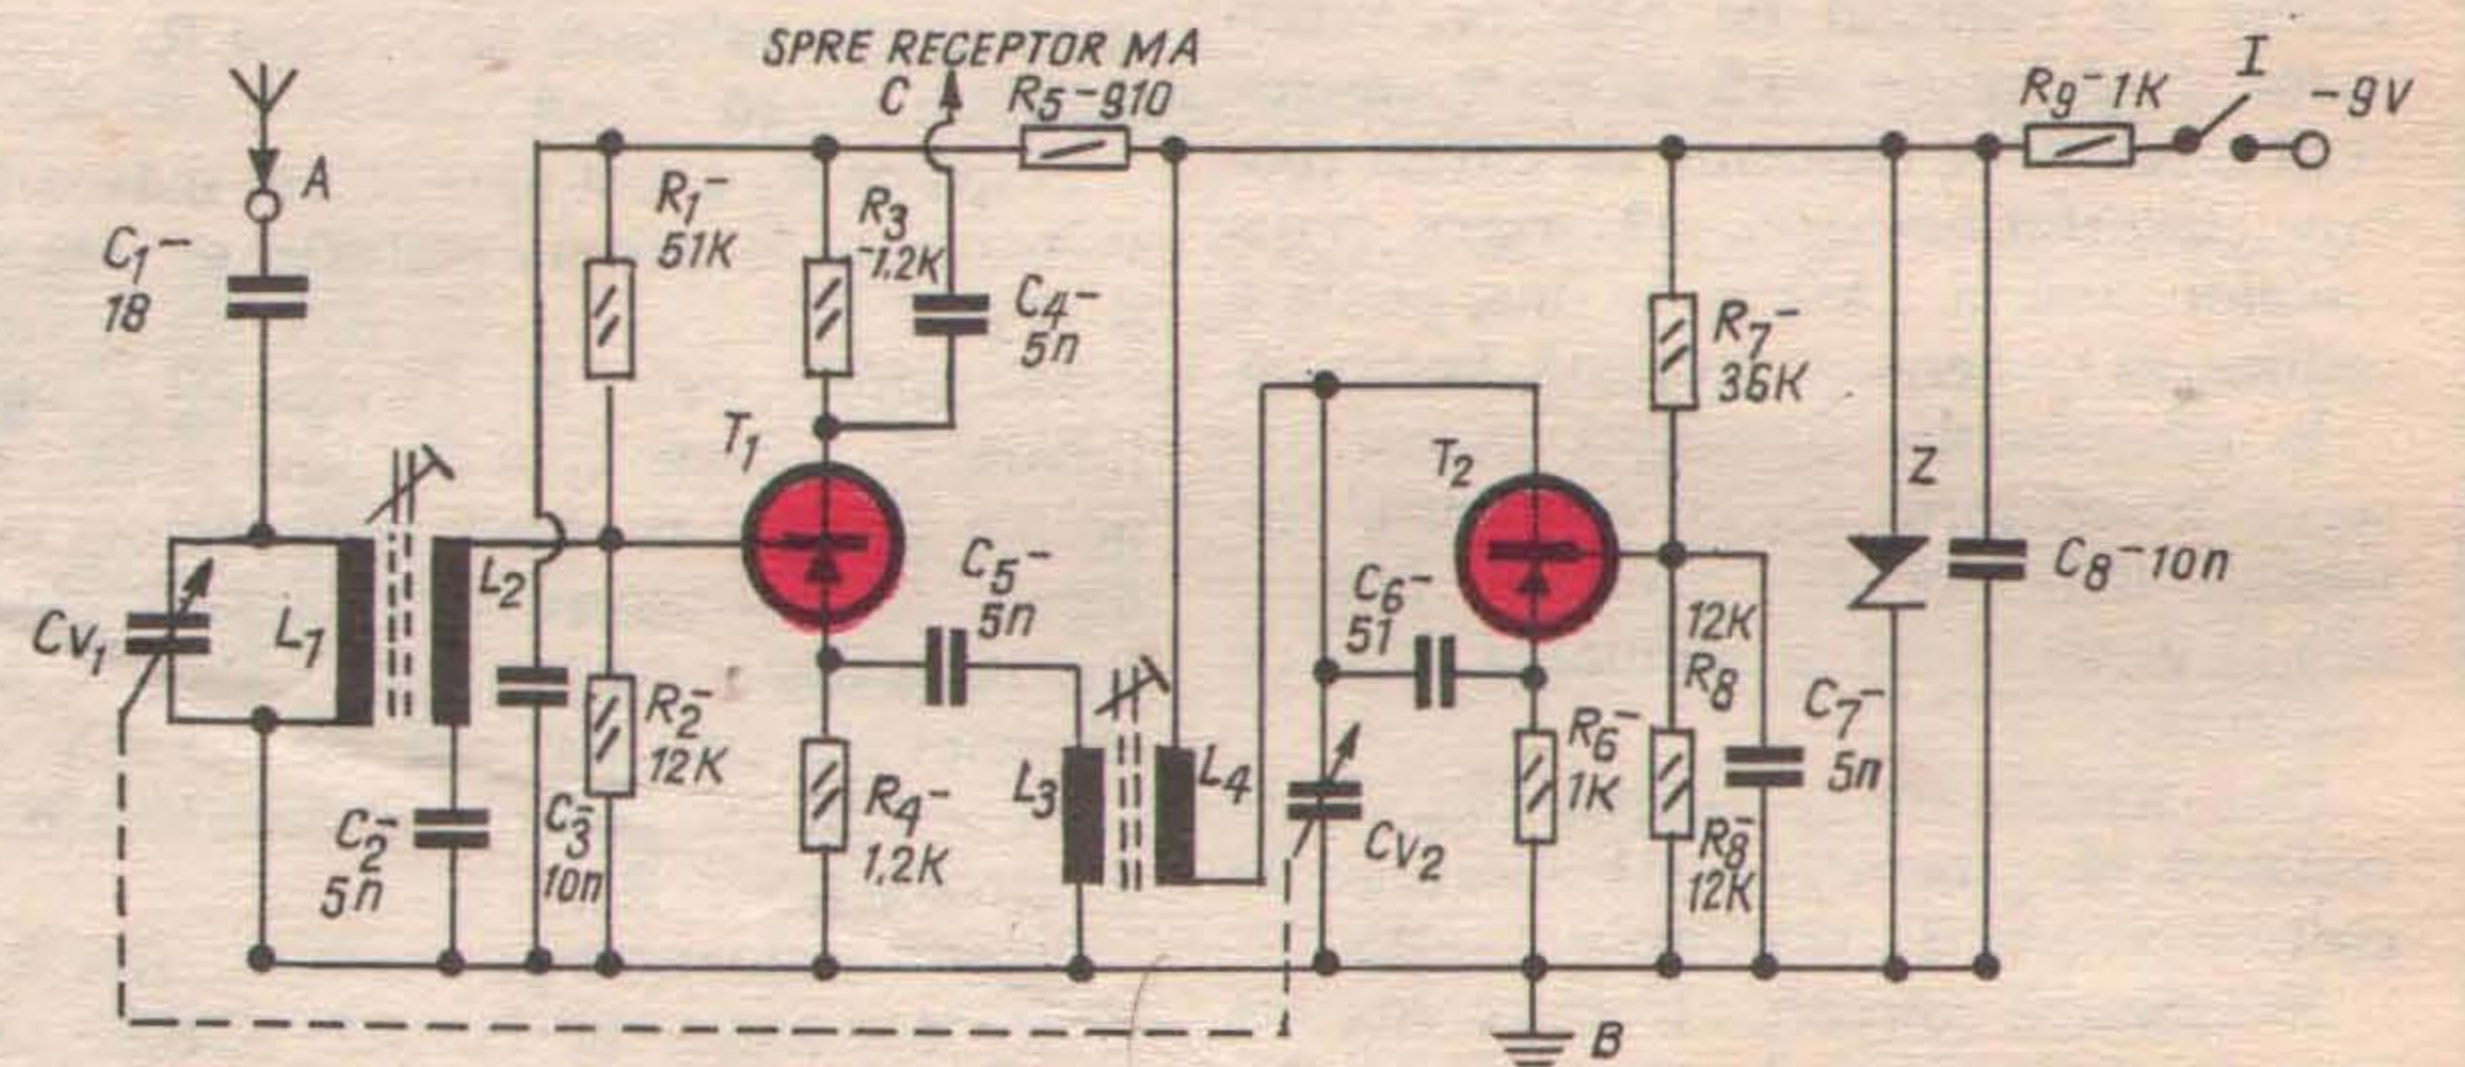 SPRE RECEPTOR MA
C
R5-910
R9-1K
I
-9V
A
C1-
18
R1-
51K
R3
-1.2K
C4-
5n
R7-
36K
T1
T2
Z
L2
C5-
5n
C6-
51
12K
R8
C8-10n
CV1
L1
R2-
12K
C7-
5n
R6-
1K
C2-
5n
C3-
10n
R4-
1.2K
L3
L4
CV2
R8-
12K
B